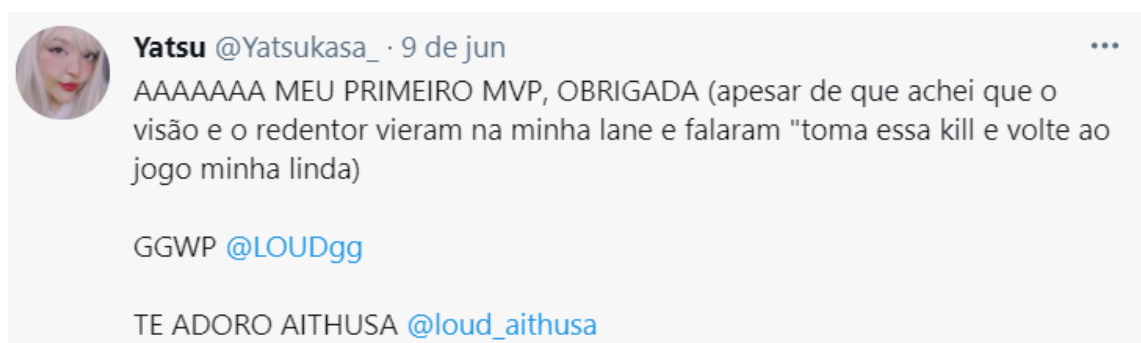 Yatsu @Yatsukasa_ · 9 de jun
AAAAAAA MEU PRIMEIRO MVP, OBRIGADA (apesar de que achei que o
visão e o redentor vieram na minha lane e falaram "toma essa kill e volte ao
jogo minha linda)
GGWP @LOUDgg
TE ADORO AITHUSA @loud_aithusa